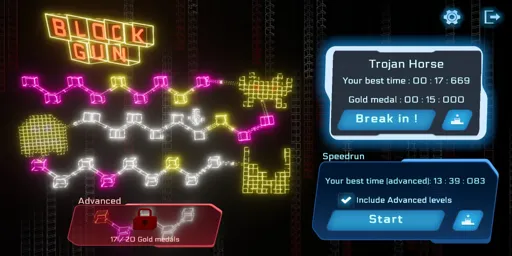 BLOCK
GUN
Trojan Horse
Your best time : 00 : 17 : 669
Gold medal : 00 : 15 : 000
Break in !
Speedrun
Your best time (advanced): 13 : 39 : 083
Include Advanced levels
Start
Advanced
17 / 20 Gold medals